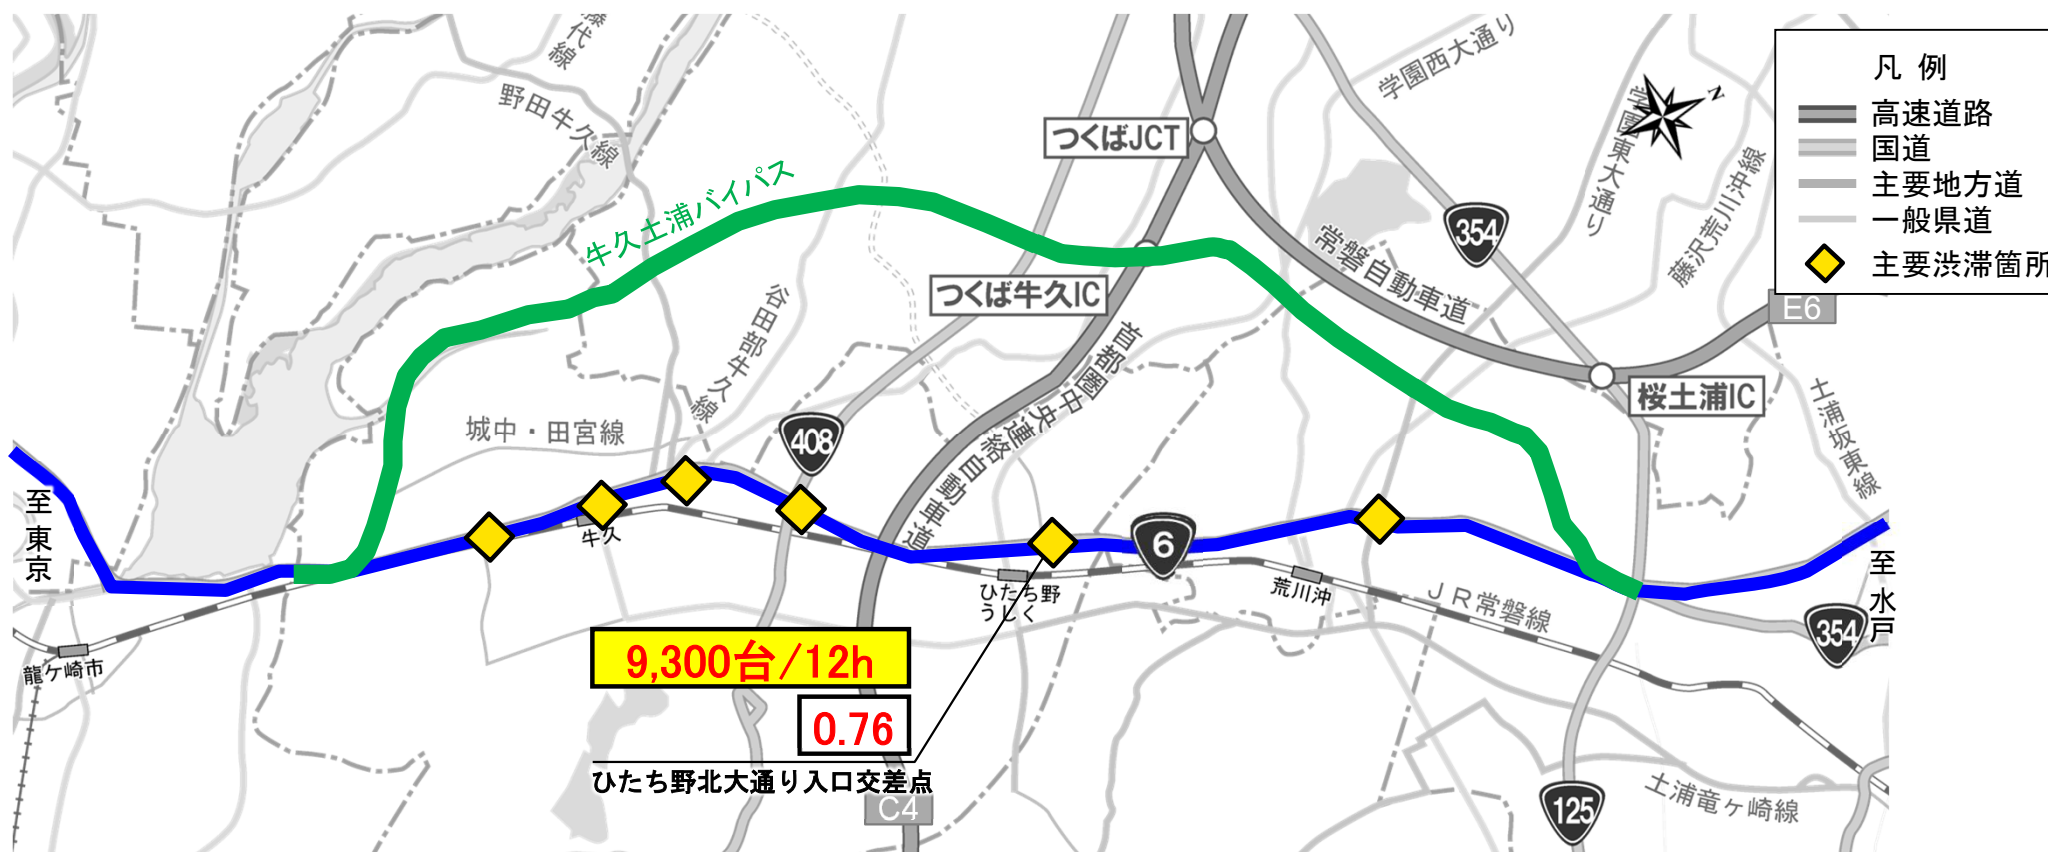 藤代線
野田牛久線
牛久土浦バイパス
つくばJCT
学園西大通り
学園東大通り
N
凡 例
高速道路
国道
主要地方道
一般県道
主要渋滞箇所
354
藤沢荒川沖線
常磐自動車道
つくば牛久IC
E6
谷田部牛久線
首都圏中央連絡自動車道
桜土浦IC
土浦坂東線
城中・田宮線
408
至東京
牛久
6
ひたち野
うしく
荒川沖
JR常磐線
至水戸
354
龍ケ崎市
9,300台/12h
0.76
ひたち野北大通り入口交差点
C4
125
土浦竜ヶ崎線